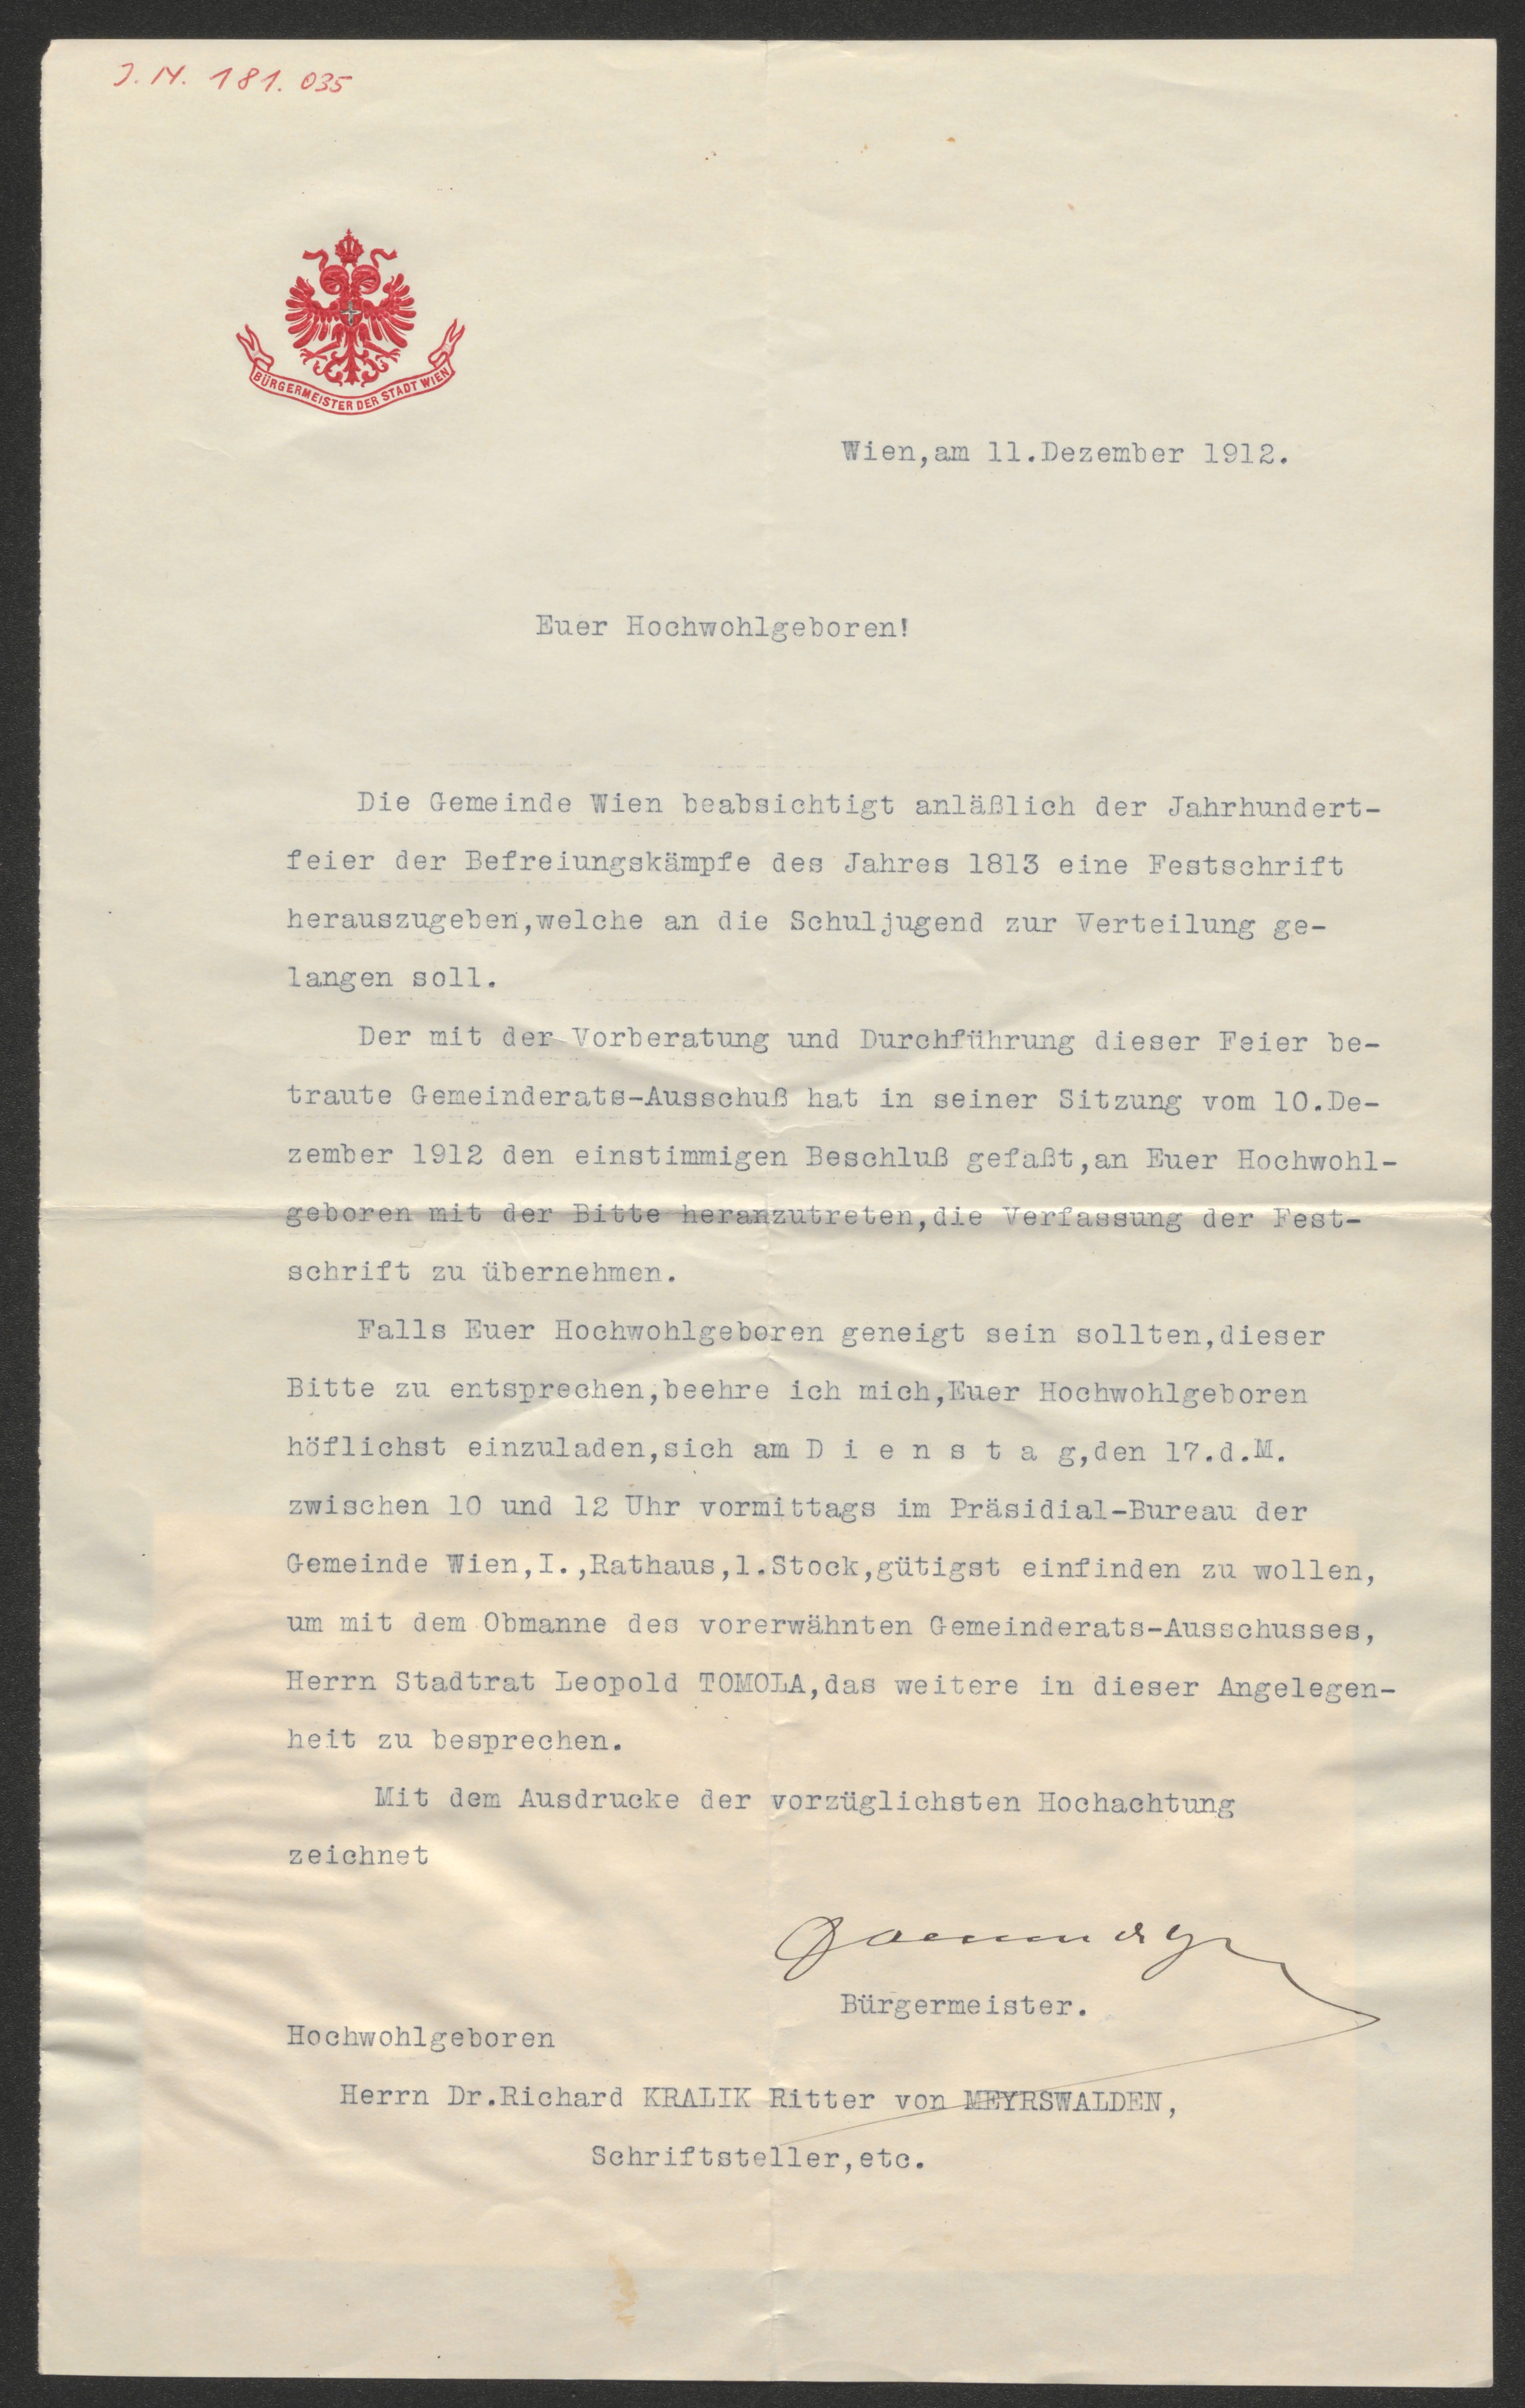 J. N. 181. 035
BÜRGERMEISTER DER STADT WIEN
Wien,am 11.Dezember 1912.
Euer Hochwohlgeboren!
Die Gemeinde Wien beabsichtigt anläßlich der Jahrhundert-
feier der Befreiungskämpfe des Jahres 1813 eine Festschrift
herauszugeben,welche an die Schuljugend zur Verteilung ge-
langen soll.
Der mit der Vorberatung und Durchführung dieser Feier be-
traute Gemeinderats-Ausschuß hat in seiner Sitzung vom 10.De-
zember 1912 den einstimmigen Beschluß gefaßt,an Euer Hochwohl-
geboren mit der Bitte heranzutreten,die Verfassung der Fest-
schrift zu übernehmen.
Falls Euer Hochwohlgeboren geneigt sein sollten,dieser
Bitte zu entsprechen,beehre ich mich,Euer Hochwohlgeboren
höflichst einzuladen,sich am D i e n s t a g,den 17.d.M.
zwischen 10 und 12 Uhr vormittags im Präsidial-Bureau der
Gemeinde Wien,I.,Rathaus,1.Stock,gütigst einfinden zu wollen,
um mit dem Obmanne des vorerwähnten Gemeinderats-Ausschusses,
Herrn Stadtrat Leopold TOMOLA,das weitere in dieser Angelegen-
heit zu besprechen.
Mit dem Ausdrucke der vorzüglichsten Hochachtung
zeichnet
Bürgermeister.
Hochwohlgeboren
Herrn Dr.Richard KRALIK Ritter von MEYRSWALDEN,
Schriftsteller,etc.